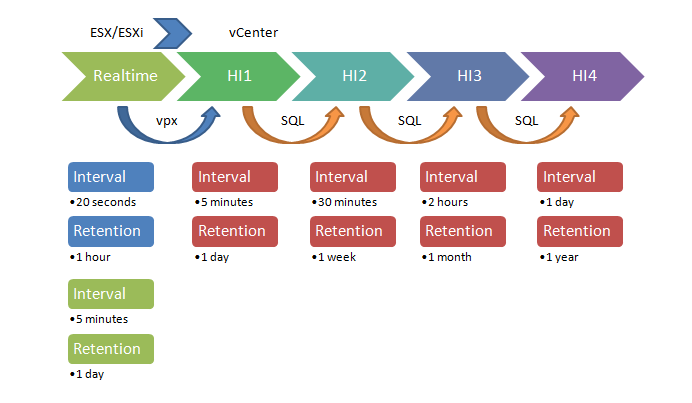 ESX/ESXi vCenter
Realtime HI1 HI2 HI3 HI4
vpx SQL SQL SQL
Interval Interval Interval Interval Interval
•20 seconds •5 minutes •30 minutes •2 hours •1 day
Retention Retention Retention Retention Retention
•1 hour •1 day •1 week •1 month •1 year
Interval
•5 minutes
Retention
•1 day